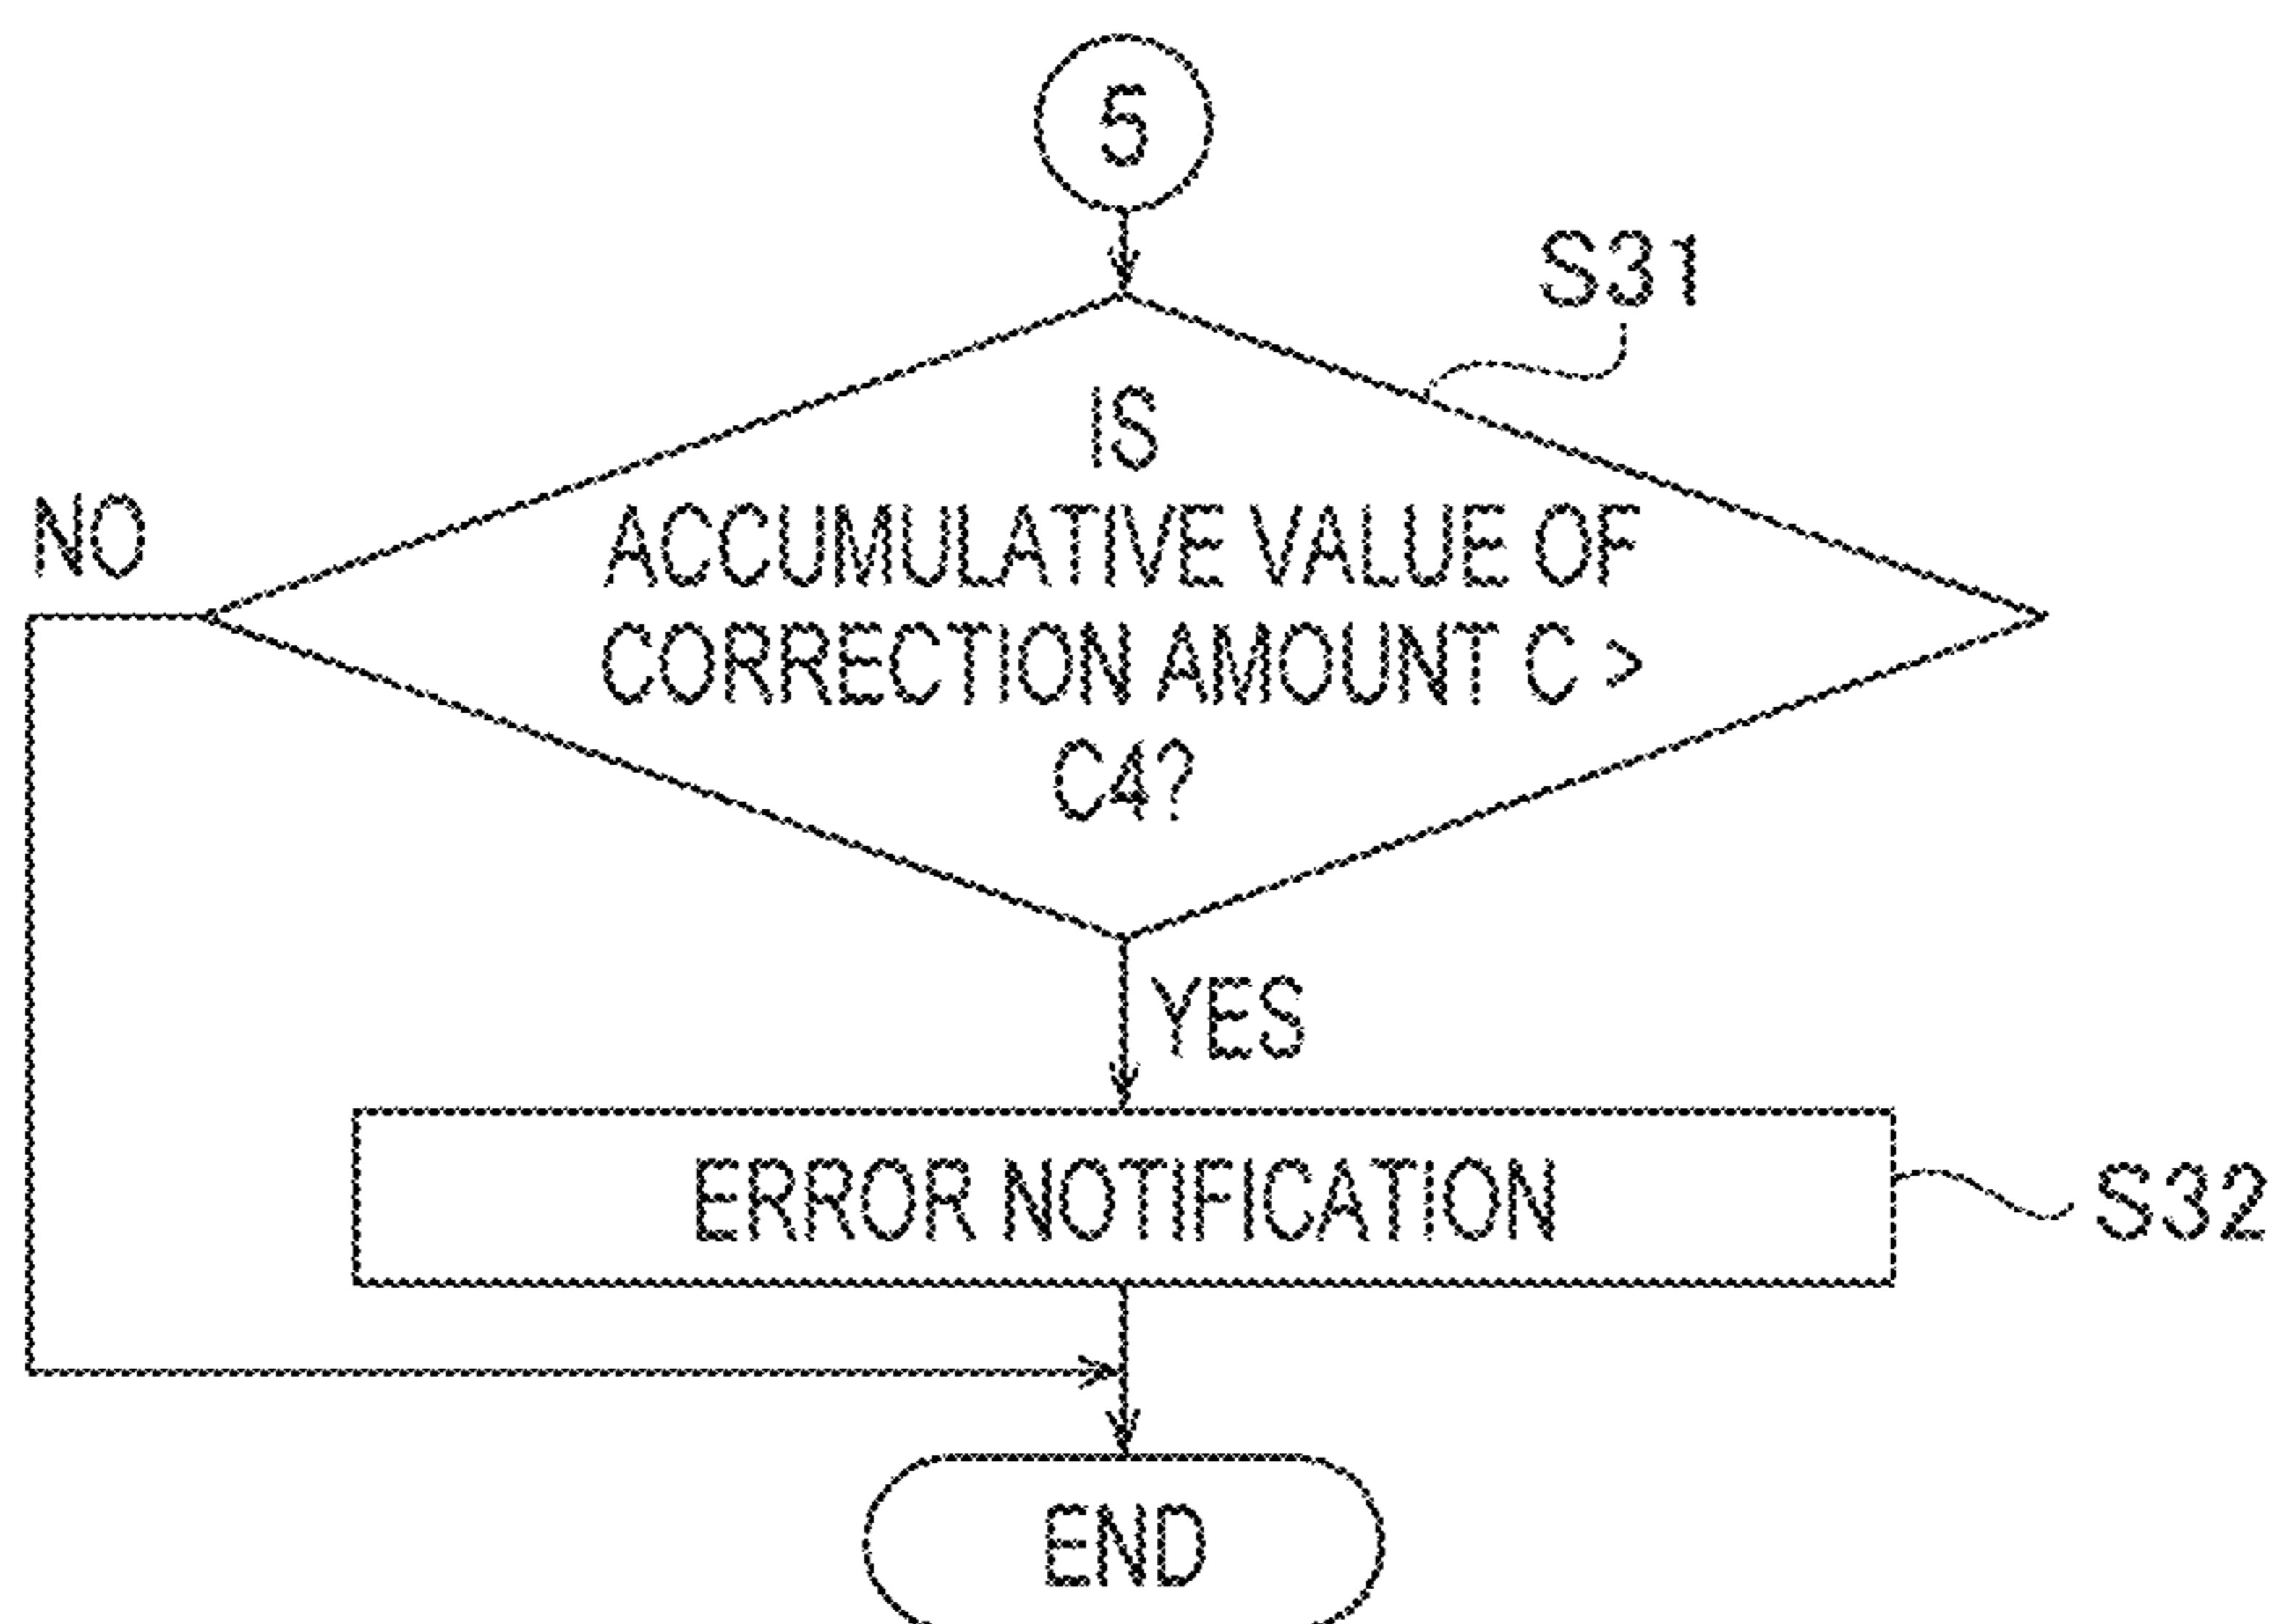 5
S31
IS
ACCUMULATIVE VALUE OF
CORRECTION AMOUNT C >
C4?
NO
YES
ERROR NOTIFICATION
S32
END